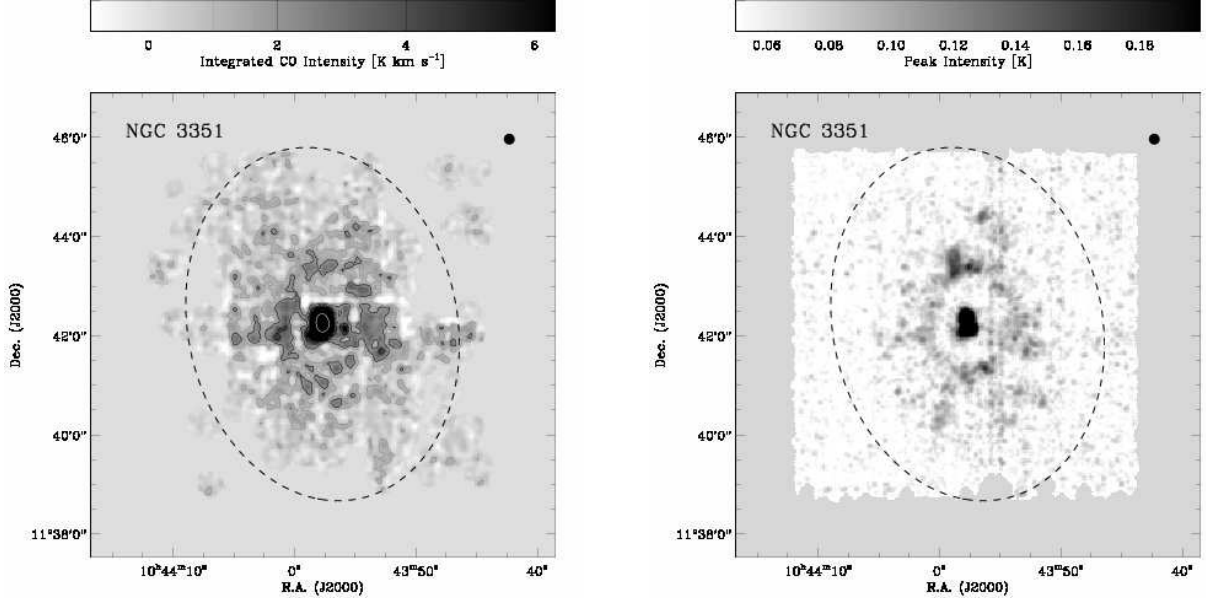 0 2 4 6
Integrated CO Intensity [K km s⁻¹]
NGC 3351
46'0"
44'0"
42'0"
40'0"
11°38'0"
Dec. (J2000)
10ʰ44ᵐ10ˢ 0ˢ 43ᵐ50ˢ 40ˢ
R.A. (J2000)
0.06 0.08 0.10 0.12 0.14 0.16 0.18
Peak Intensity [K]
NGC 3351
46'0"
44'0"
42'0"
40'0"
11°38'0"
Dec. (J2000)
10ʰ44ᵐ10ˢ 0ˢ 43ᵐ50ˢ 40ˢ
R.A. (J2000)